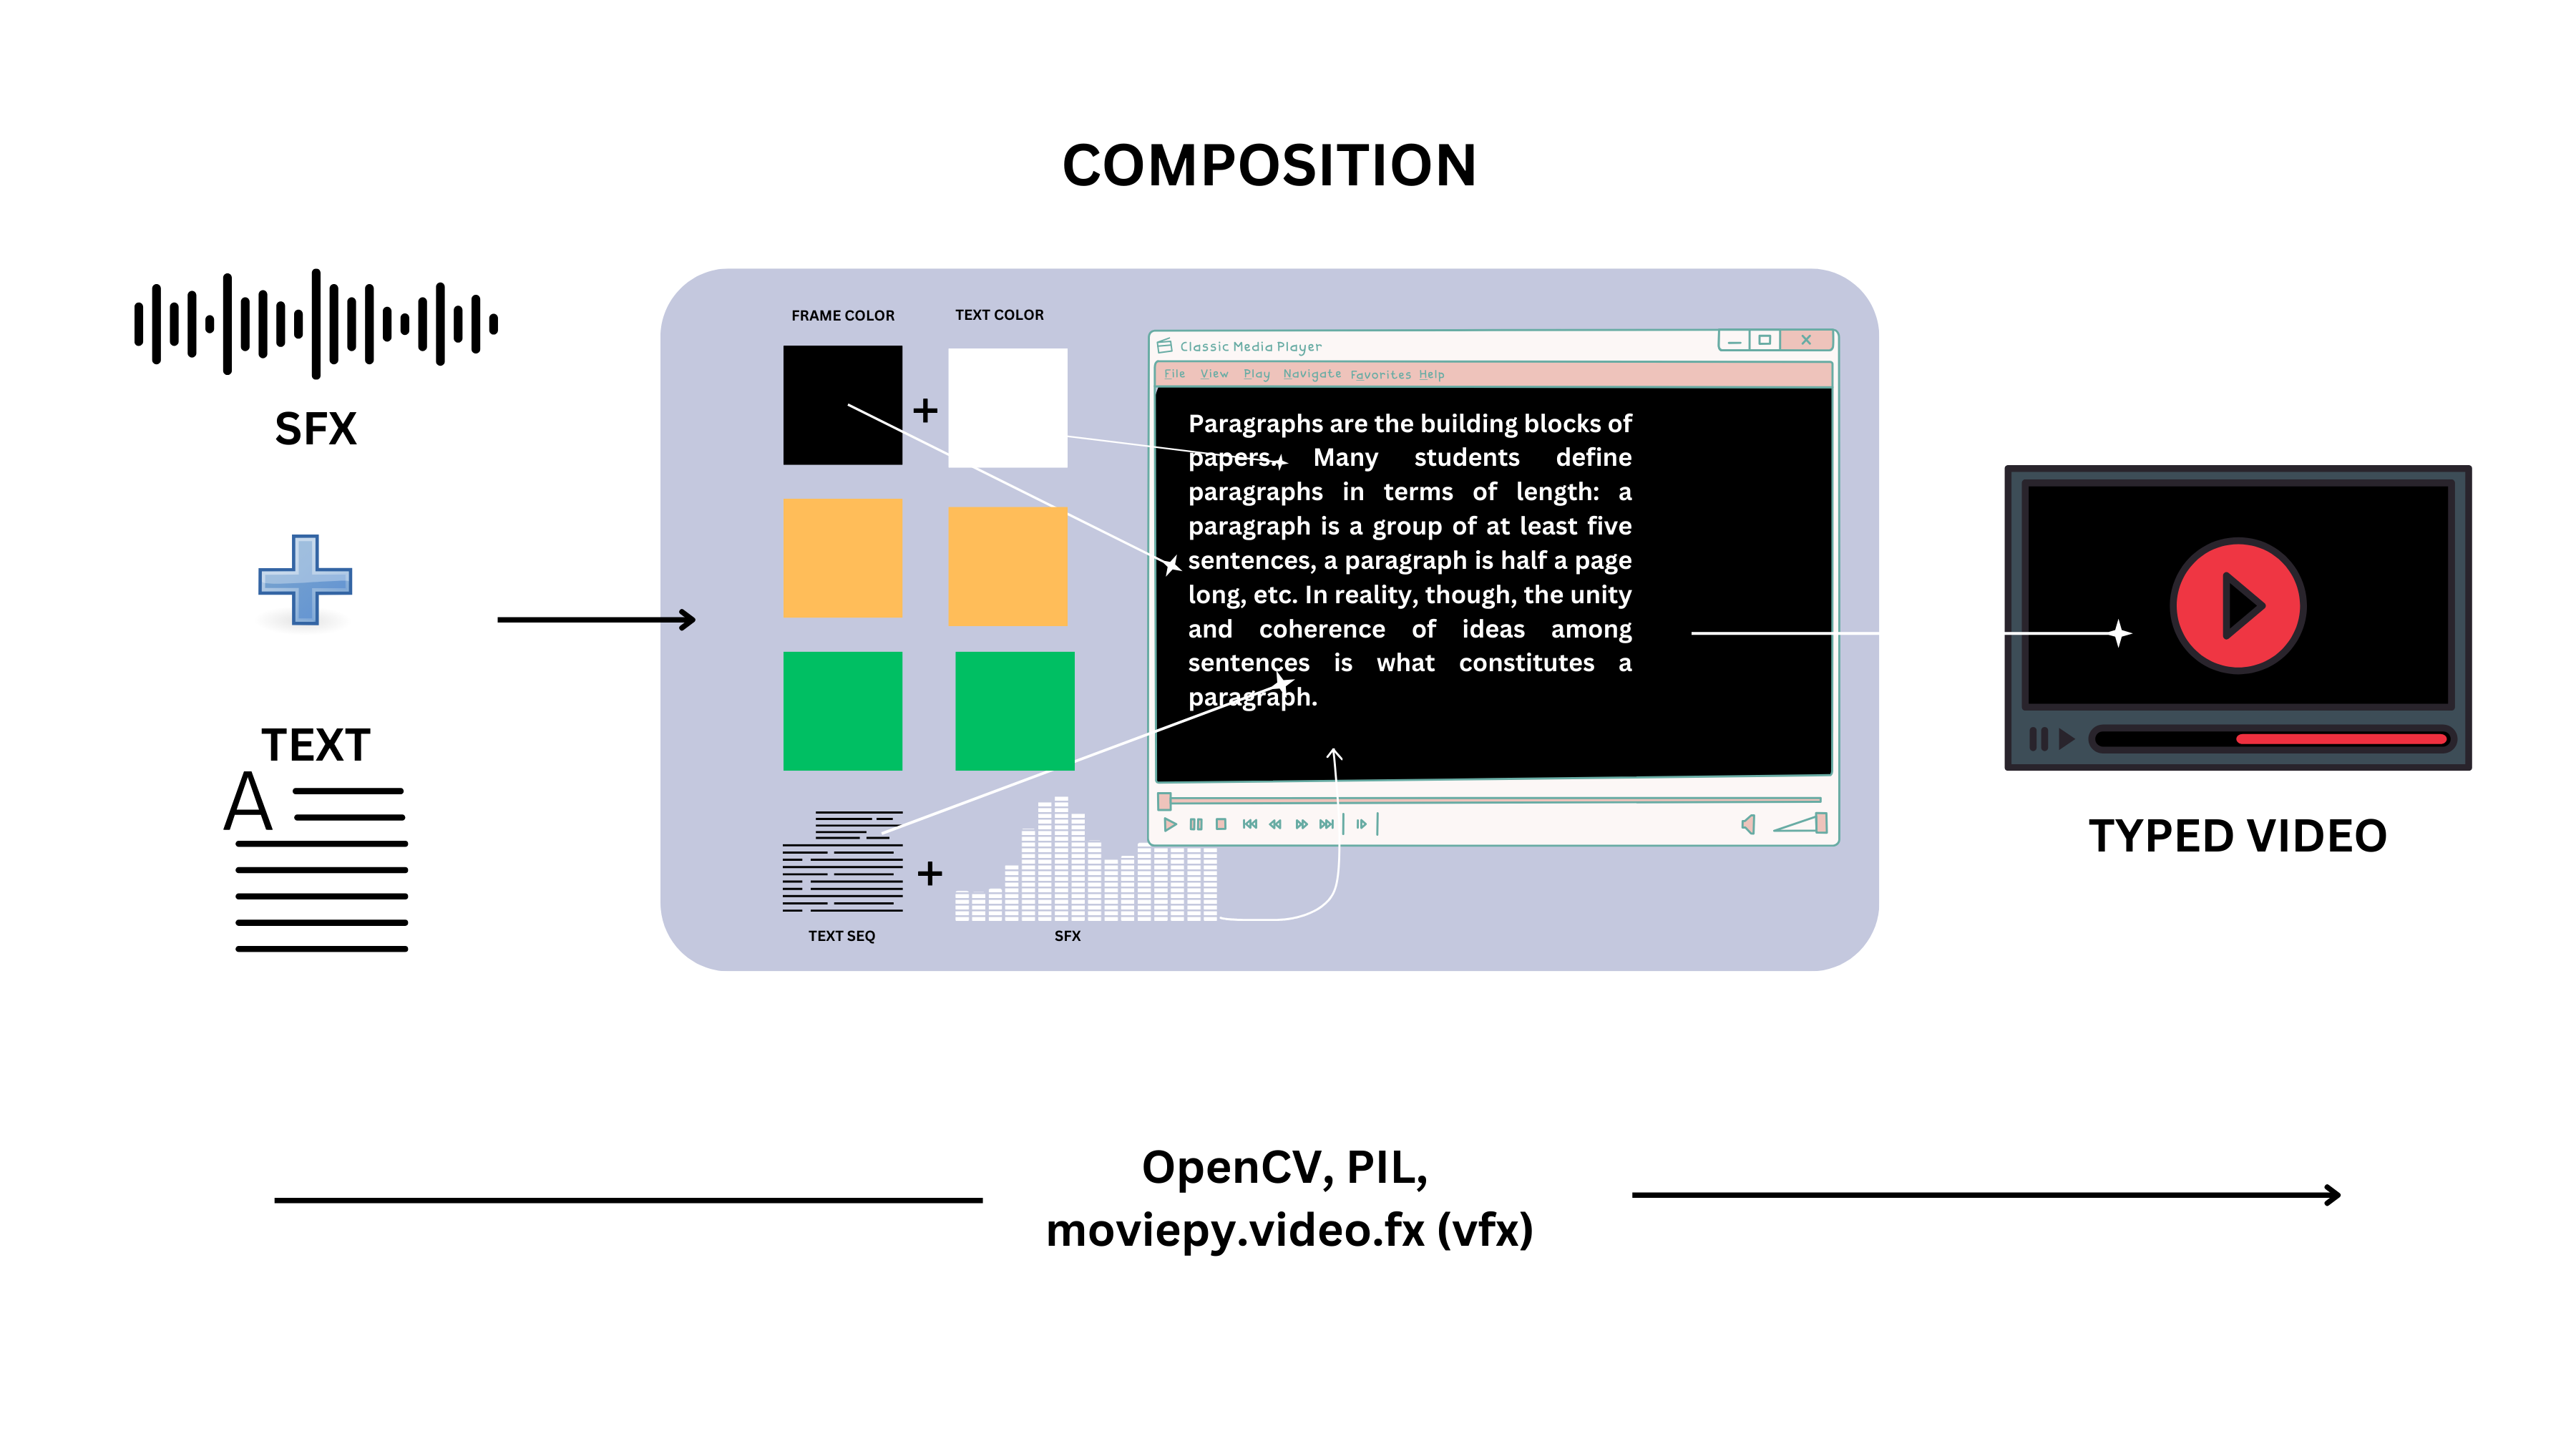 COMPOSITION
SFX
TEXT
A
FRAME COLOR
TEXT COLOR
+
Classic Media Player
File View Play Navigate Favorites Help
Paragraphs are the building blocks of
papers. Many students define
paragraphs in terms of length: a
paragraph is a group of at least five
sentences, a paragraph is half a page
long, etc. In reality, though, the unity
and coherence of ideas among
sentences is what constitutes a
paragraph.
+
TEXT SEQ
SFX
TYPED VIDEO
OpenCV, PIL,
moviepy.video.fx (vfx)